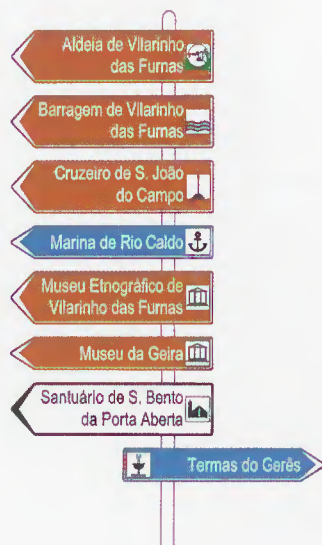 Aldeia de Vilarinho
das Furnas
Barragem de Vilarinho
das Furnas
Cruzeiro de S. João
do Campo
Marina de Rio Caldo
Museu Etnográfico de
Vilarinho das Furnas
Museu da Geira
Santuário de S. Bento
da Porta Aberta
Termas do Gerês